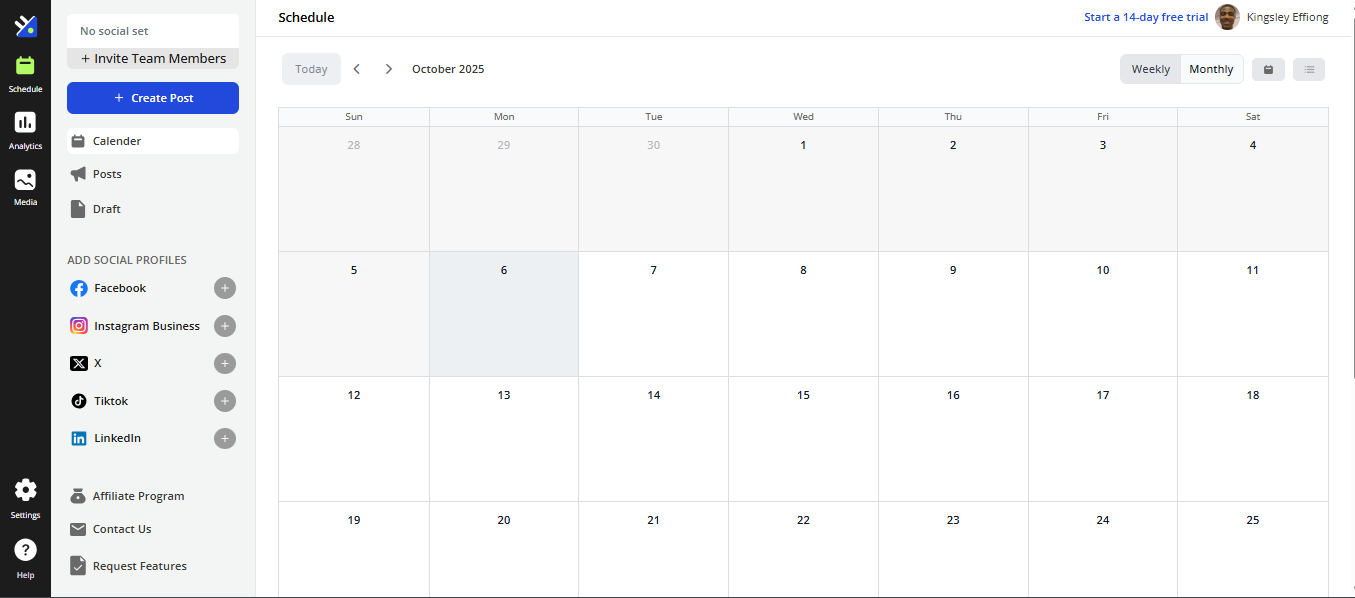 Schedule
Analytics
Media
Settings
? Help
No social set
+ Invite Team Members
+ Create Post
Calender
Posts
Draft
ADD SOCIAL PROFILES
Facebook +
Instagram Business +
X +
Tiktok +
LinkedIn +
Affiliate Program
Contact Us
Request Features
Schedule
Start a 14-day free trial Kingsley Effiong
Today < > October 2025 Weekly Monthly
Sun Mon Tue Wed Thu Fri Sat
28 29 30 1 2 3 4
5 6 7 8 9 10 11
12 13 14 15 16 17 18
19 20 21 22 23 24 25